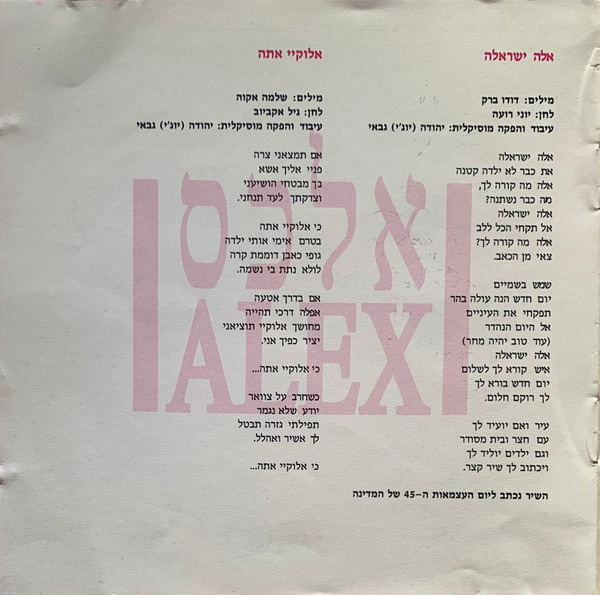 אלה ישראלה
מילים: דודו ברק
לחן: יוני רועה
עיבוד והפקה מוסיקלית: יהודה (יוג'י) גבאי
אלה ישראלה
את כבר לא ילדה קטנה
אלה מה קורה לך,
מה כבר נשתנה?
אלה ישראלה
אל תקחי הכל ללב
אלה מה קורה לך?
צאי מן הכאב.
שמש בשמיים
יום חדש הנה עולה בהר
תפקחי את העיניים
אל היום הנהדר
(עוד טוב יהיה מחר)
אלה ישראלה
איש קורא לך לשלום
יום חדש בורא לך
לך רוקם חלום.
עיר ואם יועיד לך
עם חצר ובית מסודר
וגם ילדים יוליד לך
ויכתוב לך שיר קצר.
השיר נכתב ליום העצמאות ה-45 של המדינה
אלוקיי אתה
מילים: שלמה אקוה
לחן: גיל אקביוב
עיבוד והפקה מוסיקלית: יהודה (יוג'י) גבאי
אם תמצאני צרה
פניי אליך אשא
בך מבטחי הושיעני
וצדקתך לעד תנחני.
כי אלוקיי אתה
בטרם אימי אותי ילדה
גופי כאבן דוממת קרה
לולא נתת בי נשמה.
אם בדרך אטעה
אפלה דרכי תהייה
מחושך אלוקיי תוציאני
יציר כפיך אני.
כי אלוקיי אתה...
כשחרב על צוואר
יודע שלא נגמר
תפילתי גזרה תבטל
לך אשיר ואהלל.
כי אלוקיי אתה...
אלכס
ALEX